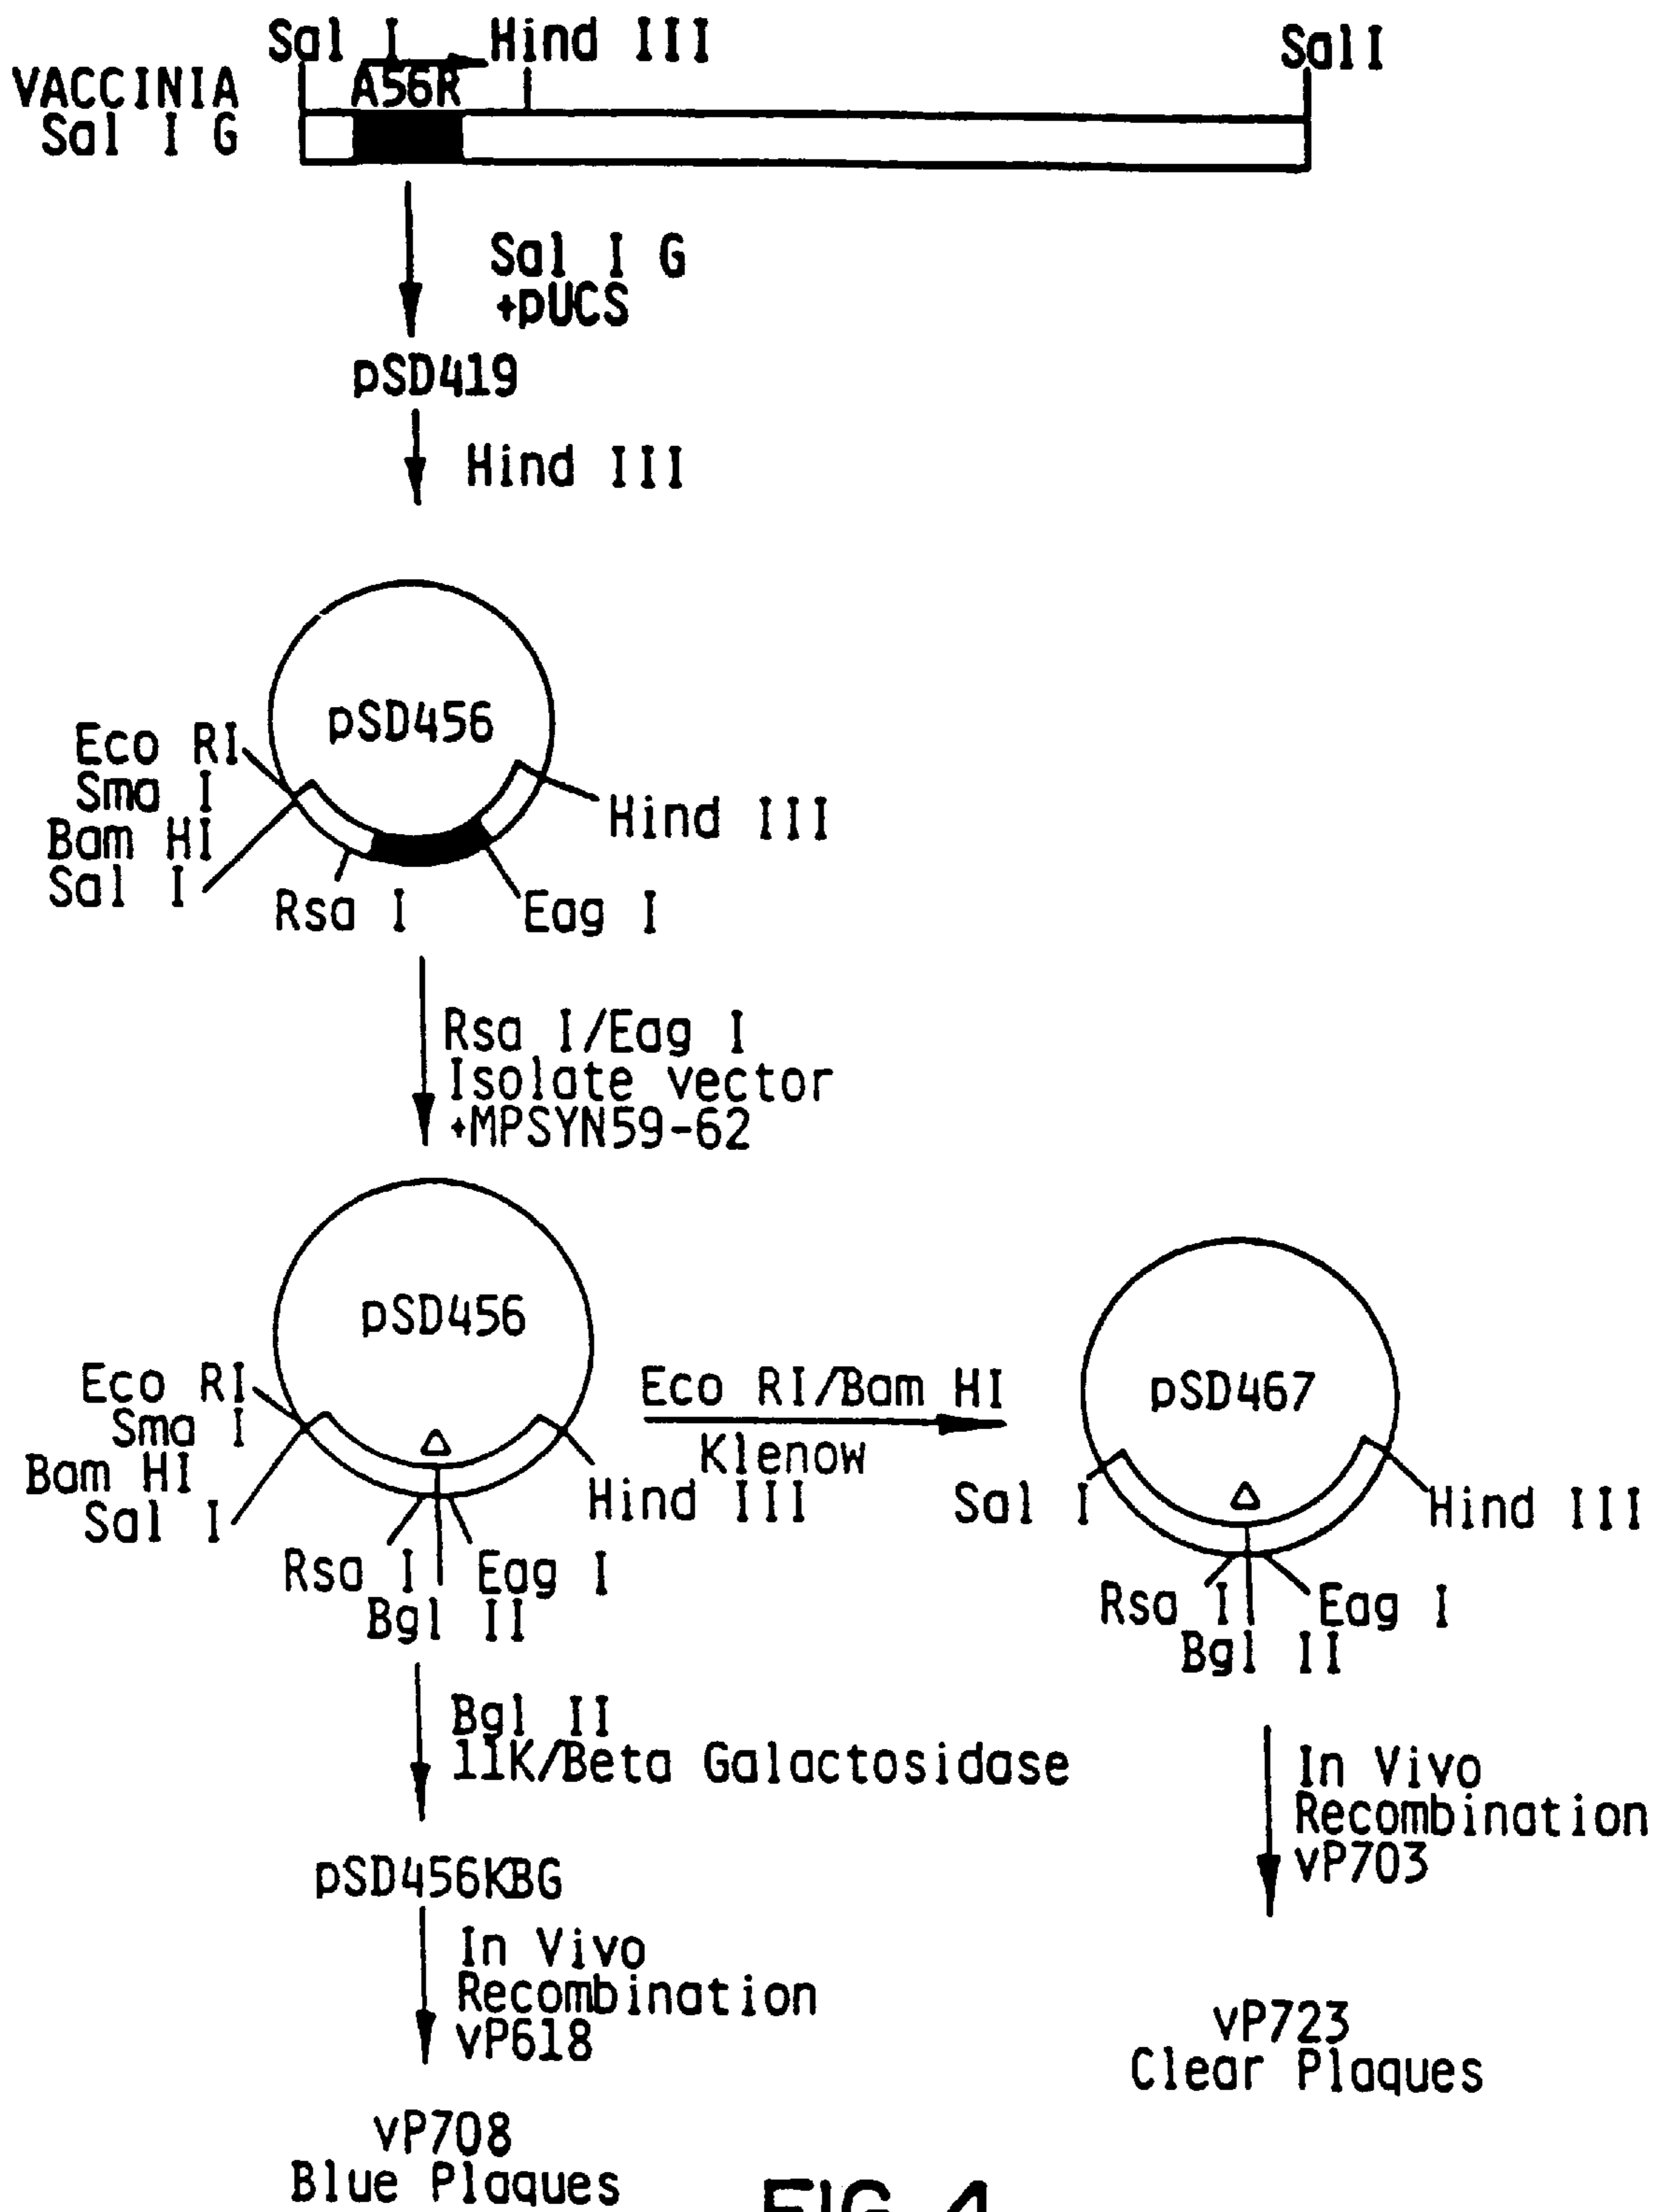 Sal I
Hind III
Sal I
VACCINIA
A56R
Sal I G
Sal I G
+pUCS
pSD419
Hind III
pSD456
Eco RI
Sma I
Bam HI
Sal I
Hind III
Rsa I
Eag I
Rsa I/Eag I
Isolate vector
+MPSYN59-62
pSD456
Eco RI
Sma I
Bam HI
Sal I
Δ
Hind III
Rsa I
Eag I
Bgl II
Eco RI/Bam HI
Klenow
pSD467
Sal I
Δ
Hind III
Rsa I
Eag I
Bgl II
Bgl II
11K/Beta Galactosidase
pSD456KBG
In Vivo
Recombination
vP618
vP708
Blue Plaques
In Vivo
Recombination
vP703
vP723
Clear Plaques
FIG. 4